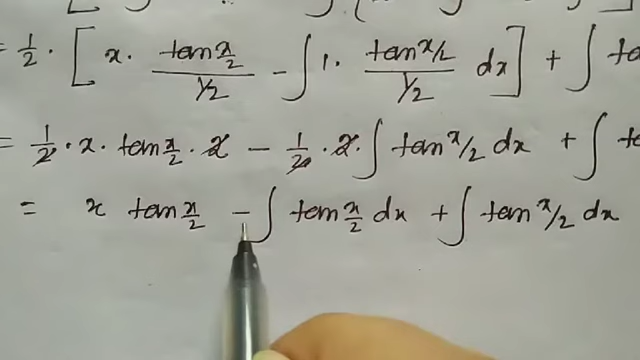 = 1/2 · [ x · tan x/2 / 1/2 − ∫ 1 · tan x/2 / 1/2 dx ] + ∫ ta
= 1/2 · x · tan x/2 · 2 − 1/2 · 2 · ∫ tan x/2 dx + ∫ t
= x tan x/2 − ∫ tan x/2 dx + ∫ tan x/2 dx